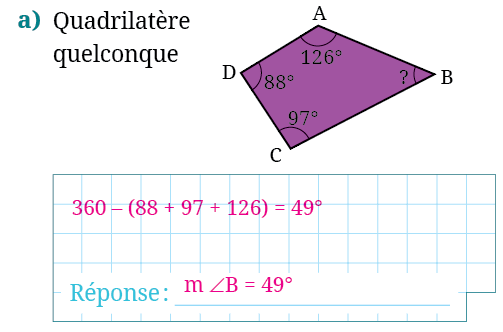 a) Quadrilatère
quelconque
A
126°
D
88°
?
B
97°
C
360 – (88 + 97 + 126) = 49°
Réponse : m ∠B = 49°